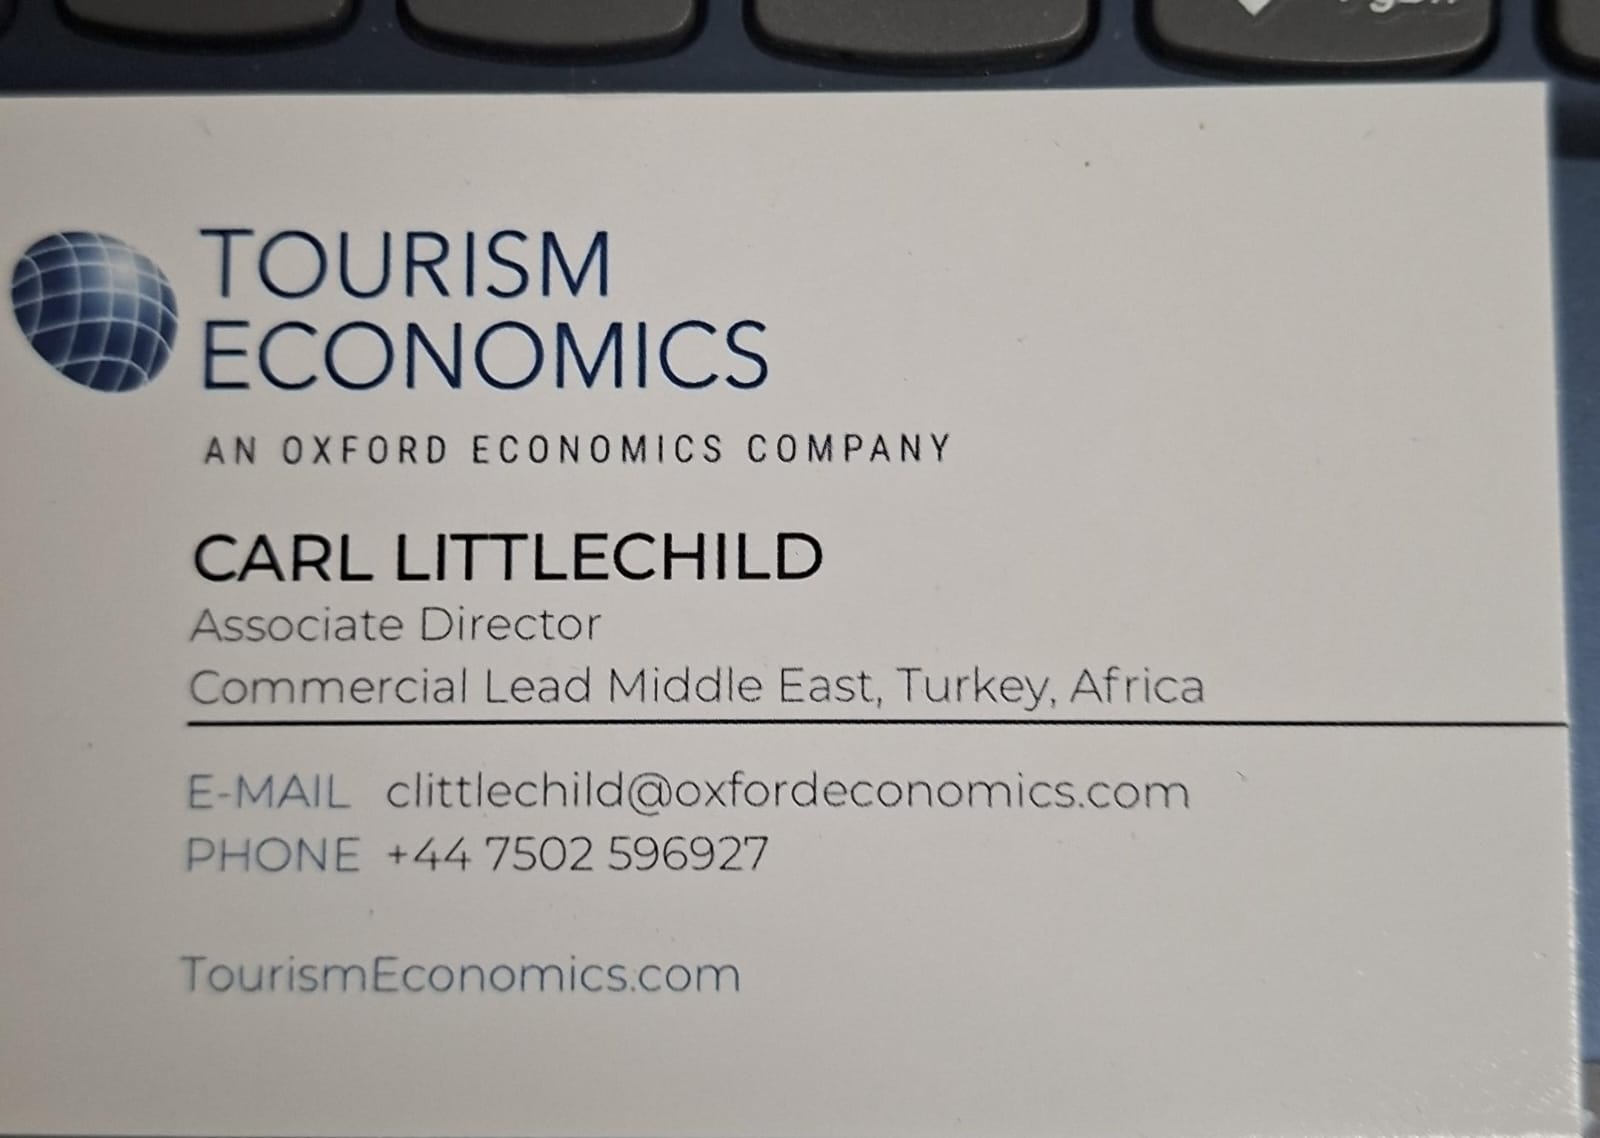 TOURISM
ECONOMICS
AN OXFORD ECONOMICS COMPANY
CARL LITTLECHILD
Associate Director
Commercial Lead Middle East, Turkey, Africa
E-MAIL clittlechild@oxfordeconomics.com
PHONE +44 7502 596927
TourismEconomics.com